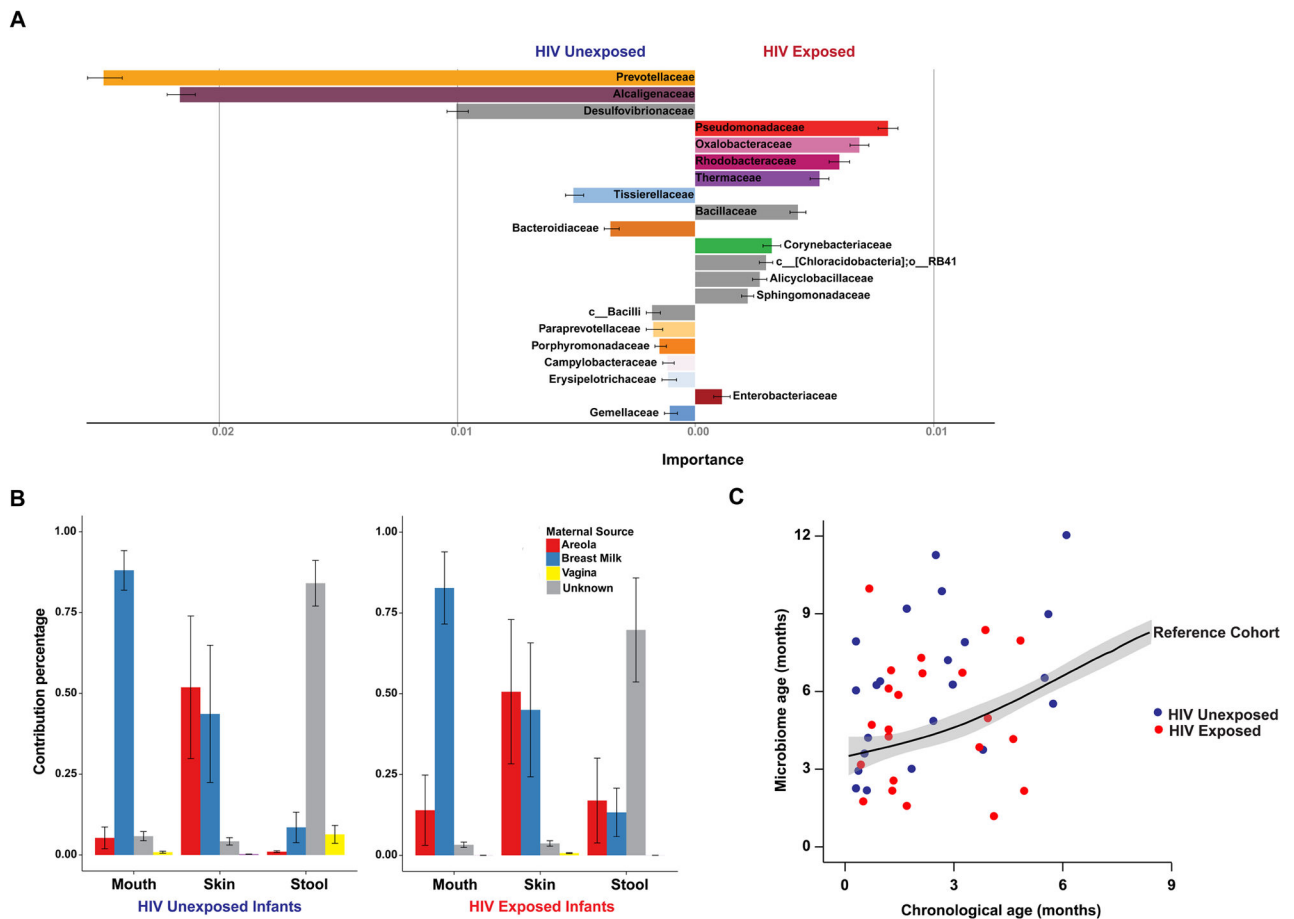 A
HIV Unexposed
HIV Exposed
Prevotellaceae
Alcaligenaceae
Desulfovibrionaceae
Pseudomonadaceae
Oxalobacteraceae
Rhodobacteraceae
Thermaceae
Tissierellaceae
Bacillaceae
Bacteroidiaceae
Corynebacteriaceae
c__[Chloracidobacteria];o__RB41
Alicyclobacillaceae
Sphingomonadaceae
c__Bacilli
Paraprevotellaceae
Porphyromonadaceae
Campylobacteraceae
Erysipelotrichaceae
Enterobacteriaceae
Gemellaceae
0.02 0.01 0.00 0.01
Importance
B
Contribution percentage
1.00
0.75
0.50
0.25
0.00
Mouth Skin Stool
HIV Unexposed Infants
1.00
0.75
0.50
0.25
0.00
Maternal Source
Areola
Breast Milk
Vagina
Unknown
Mouth Skin Stool
HIV Exposed Infants
C
Microbiome age (months)
12
9
6
3
0
Reference Cohort
HIV Unexposed
HIV Exposed
0 3 6 9
Chronological age (months)